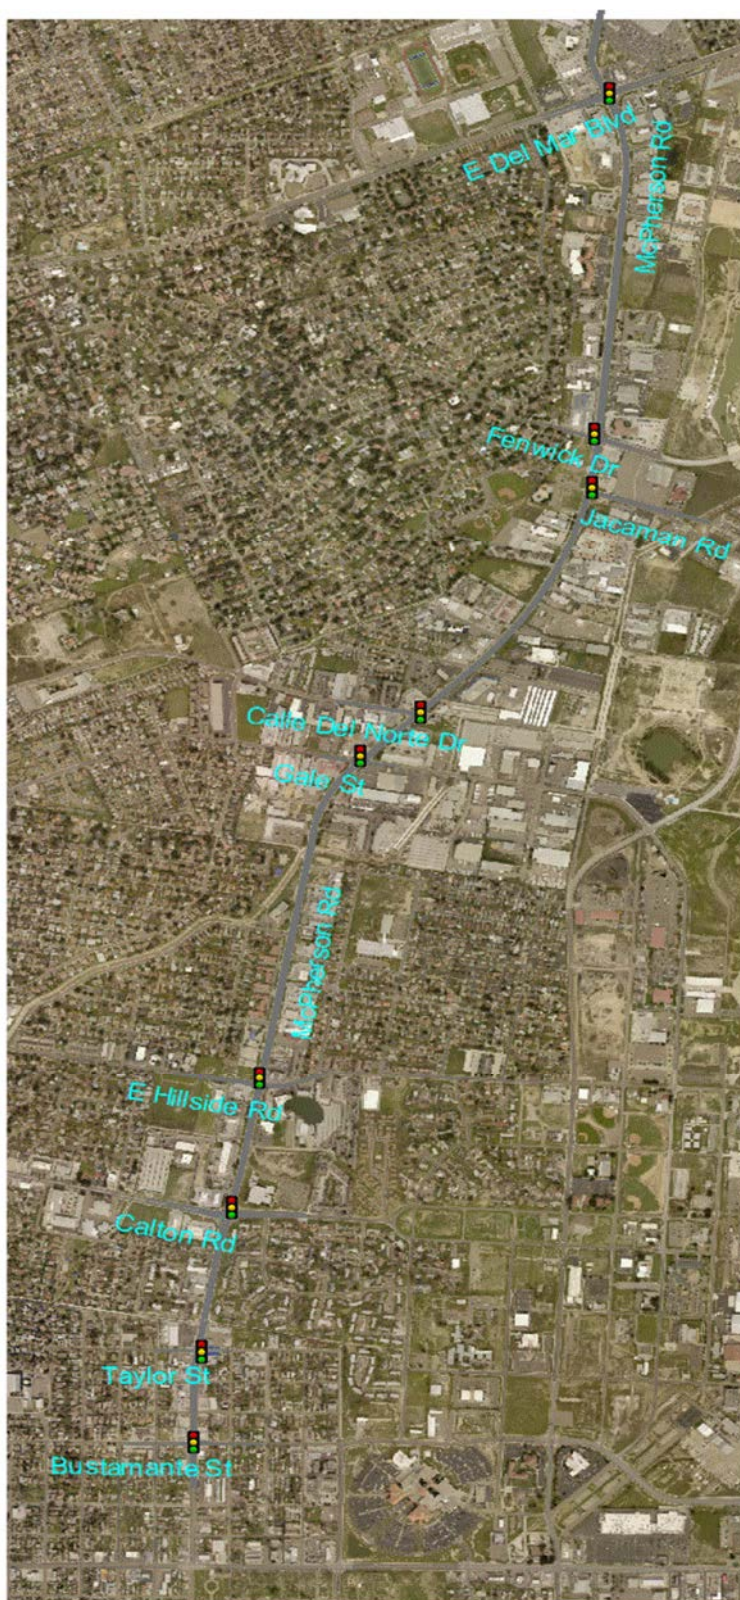 E Del Mar Blvd
McPherson Rd
Fenwick Dr
Jacaman Rd
Calle Del Norte Dr
Gale St
McPherson Rd
E Hillside Rd
Calton Rd
Taylor St
Bustamante St